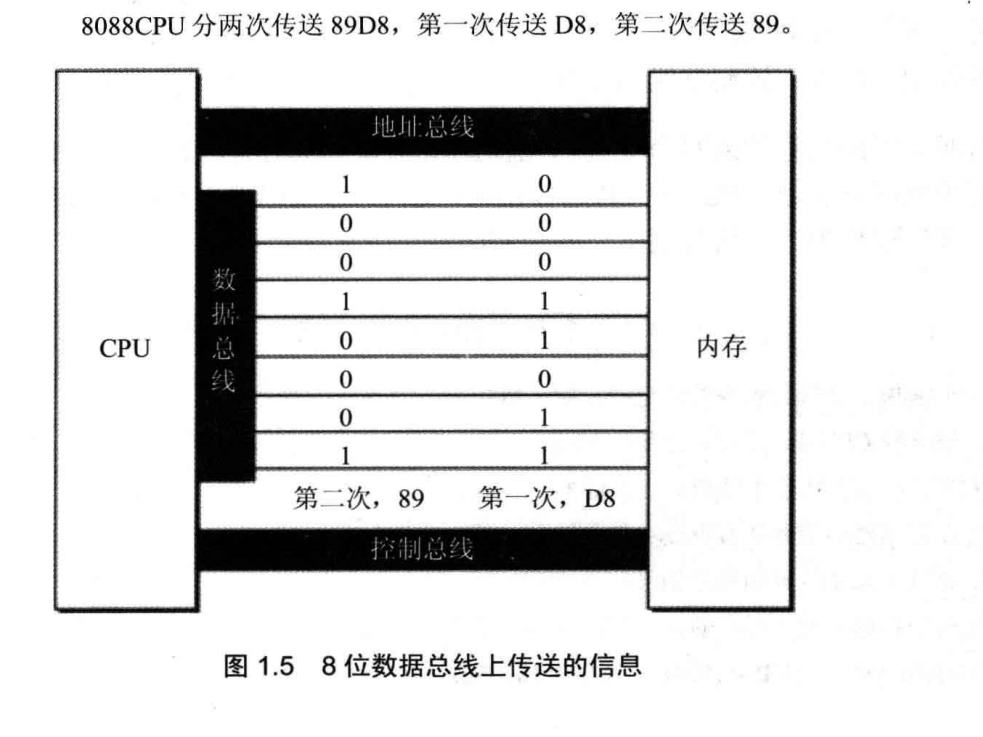 8088CPU 分两次传送 89D8，第一次传送 D8，第二次传送 89。
地址总线
1 0
0 0
0 0
1 1
0 1
0 0
0 1
1 1
数据总线
CPU
内存
第二次，89 第一次，D8
控制总线
图 1.5 8 位数据总线上传送的信息